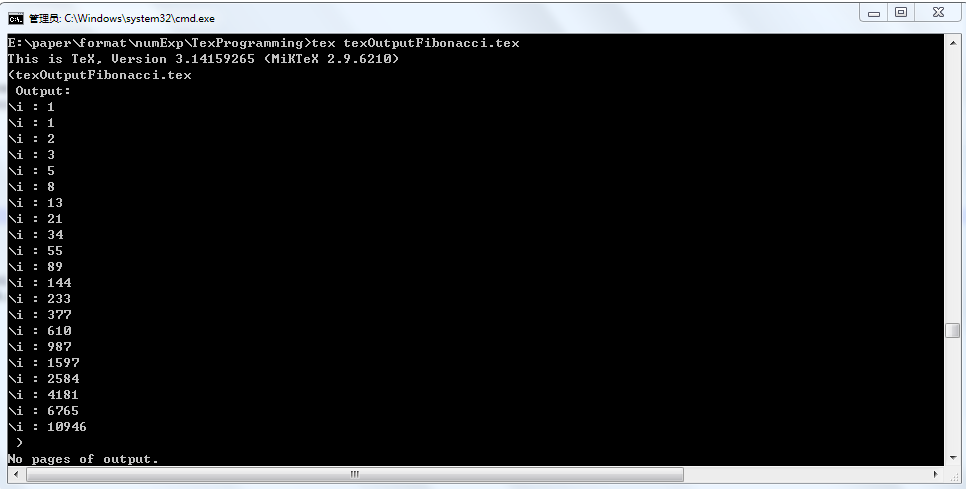 管理员: C:\Windows\system32\cmd.exe
E:\paper\format\numExp\TexProgramming>tex texOutputFibonacci.tex
This is TeX, Version 3.14159265 (MiKTeX 2.9.6210)
(texOutputFibonacci.tex
Output:
\i : 1
\i : 1
\i : 2
\i : 3
\i : 5
\i : 8
\i : 13
\i : 21
\i : 34
\i : 55
\i : 89
\i : 144
\i : 233
\i : 377
\i : 610
\i : 987
\i : 1597
\i : 2584
\i : 4181
\i : 6765
\i : 10946
)
No pages of output.